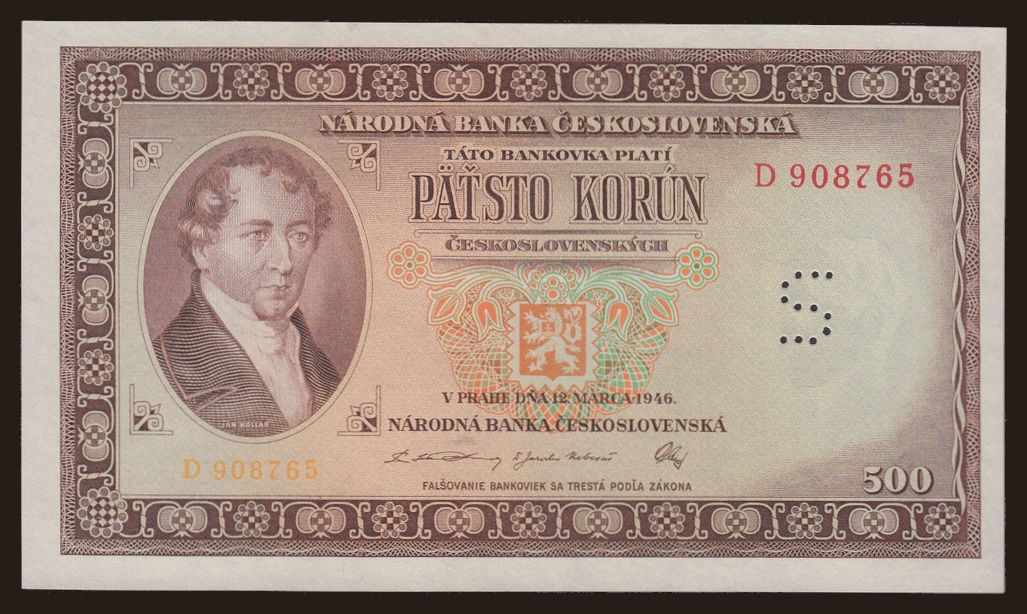 NÁRODNÁ BANKA ČESKOSLOVENSKÁ
TÁTO BANKOVKA PLATÍ
PÄŤSTO KORÚN
ČESKOSLOVENSKÝCH
D 908765
S
V PRAHE DŇA 12. MARCA 1946.
NÁRODNÁ BANKA ČESKOSLOVENSKÁ
JÁN KOLLÁR
D 908765
FALŠOVANIE BANKOVIEK SA TRESTÁ PODĽA ZÁKONA
500